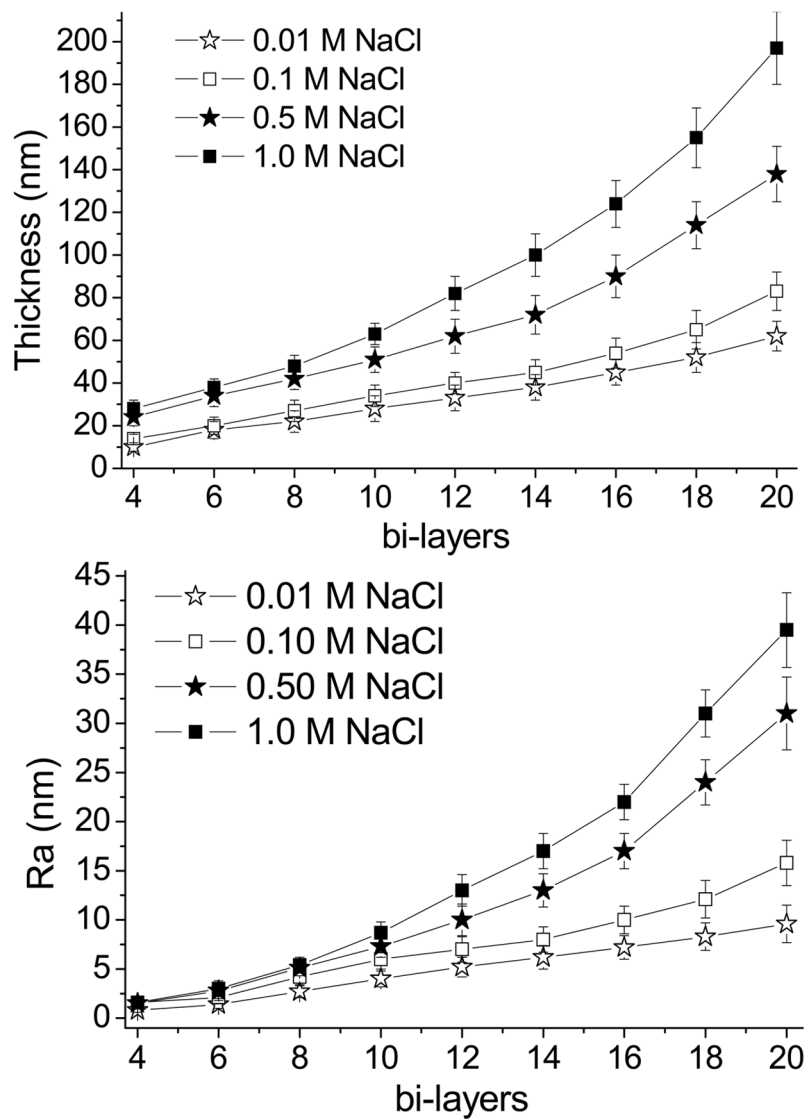 200
180
160
140
120
100
80
60
40
20
0
Thickness (nm)
0.01 M NaCl
0.1 M NaCl
0.5 M NaCl
1.0 M NaCl
4 6 8 10 12 14 16 18 20
bi-layers
45
40
35
30
25
20
15
10
5
0
Ra (nm)
0.01 M NaCl
0.10 M NaCl
0.50 M NaCl
1.0 M NaCl
4 6 8 10 12 14 16 18 20
bi-layers